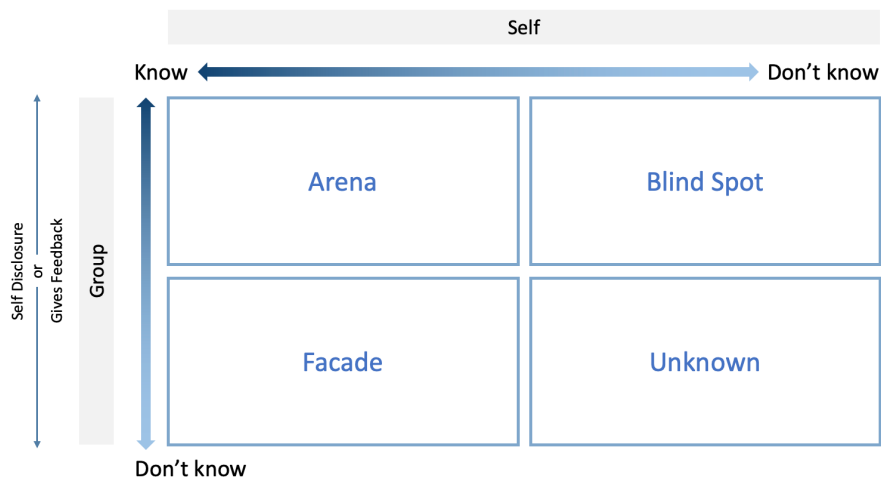 Self
Know
Don't know
Self Disclosure
or
Gives Feedback
Group
Arena
Blind Spot
Facade
Unknown
Don't know